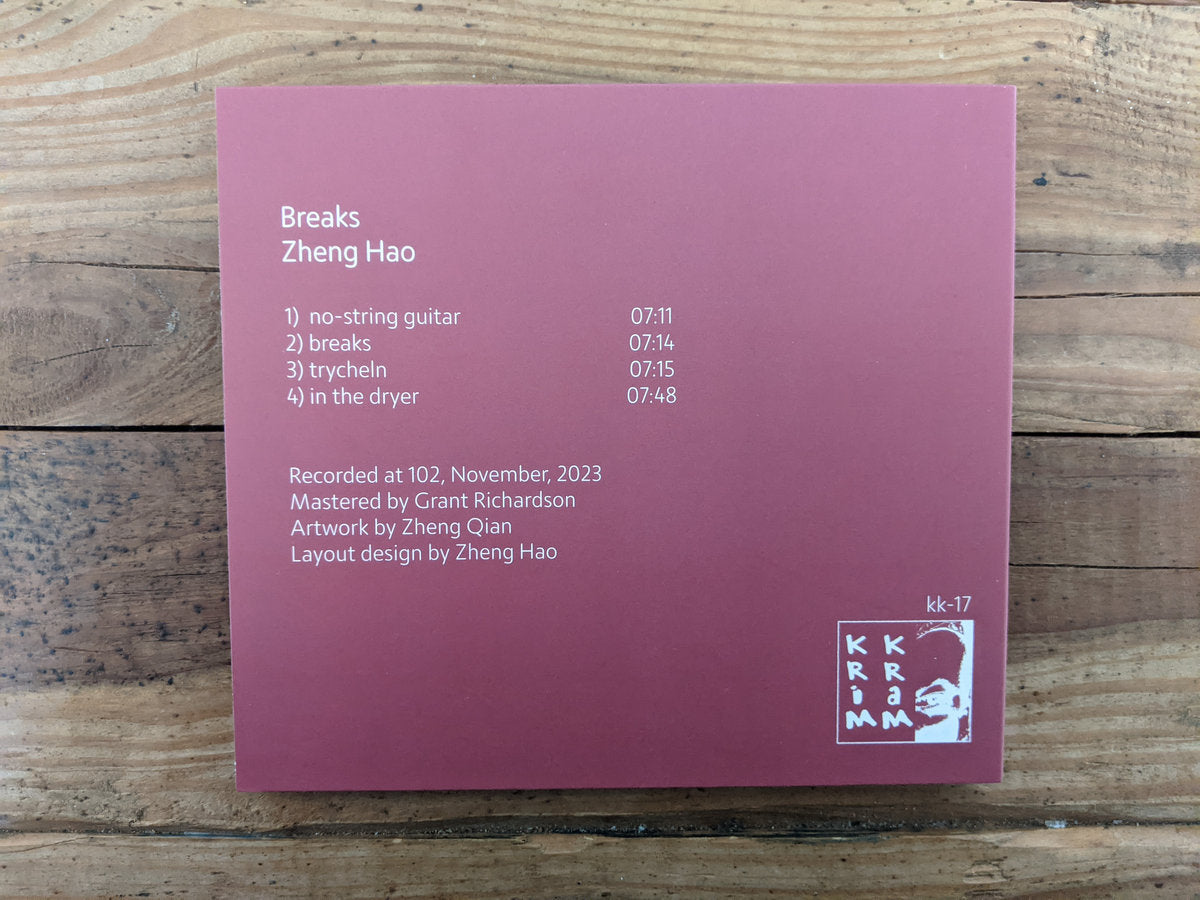 Breaks
Zheng Hao
1) no-string guitar 07:11
2) breaks 07:14
3) trycheln 07:15
4) in the dryer 07:48
Recorded at 102, November, 2023
Mastered by Grant Richardson
Artwork by Zheng Qian
Layout design by Zheng Hao
kk-17
KRiM
KRaM